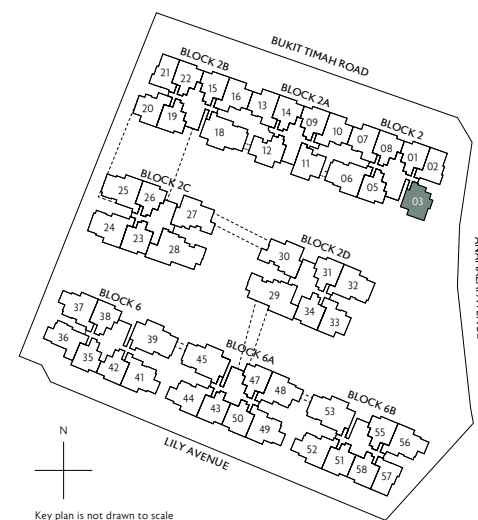 BUKIT TIMAH ROAD
BLOCK 2B
21 22 15 16 BLOCK 2A
20 19 13 14 09 10 07 BLOCK 2
18 12 11 08 01 02
06 05 03
BLOCK 2C
25 26 27
24 23 28
BLOCK 2D
30 31 32
29 34 33
BLOCK 6
37 38 39
36 35 42 41
BLOCK 6A
45 47 48
44 43 50 49
BLOCK 6B
53 55 56
52 51 58 57
LILY AVENUE
N
Key plan is not drawn to scale